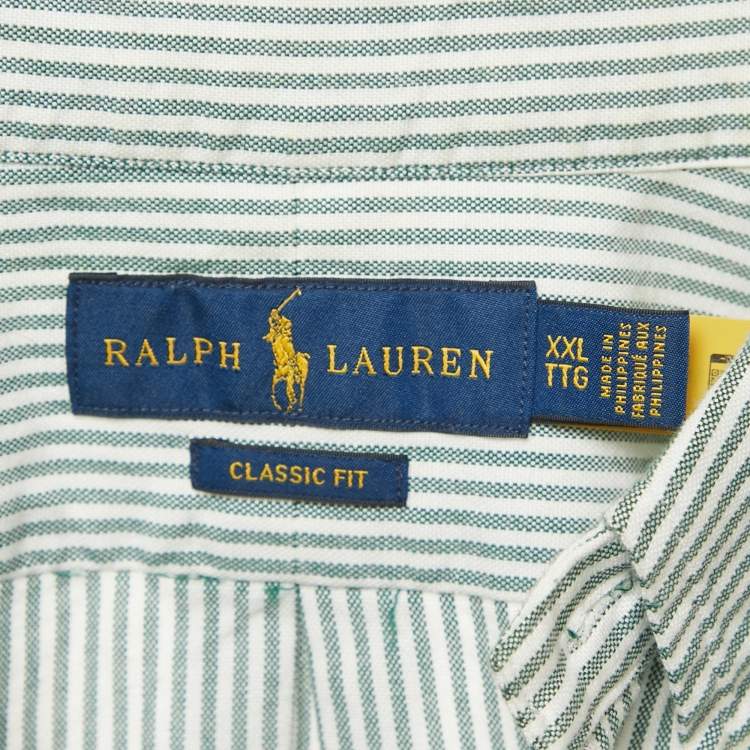 RALPH LAUREN
XXL
TTG
MADE IN
PHILIPPINES
FABRIQUÉ AUX
PHILIPPINES
CLASSIC FIT